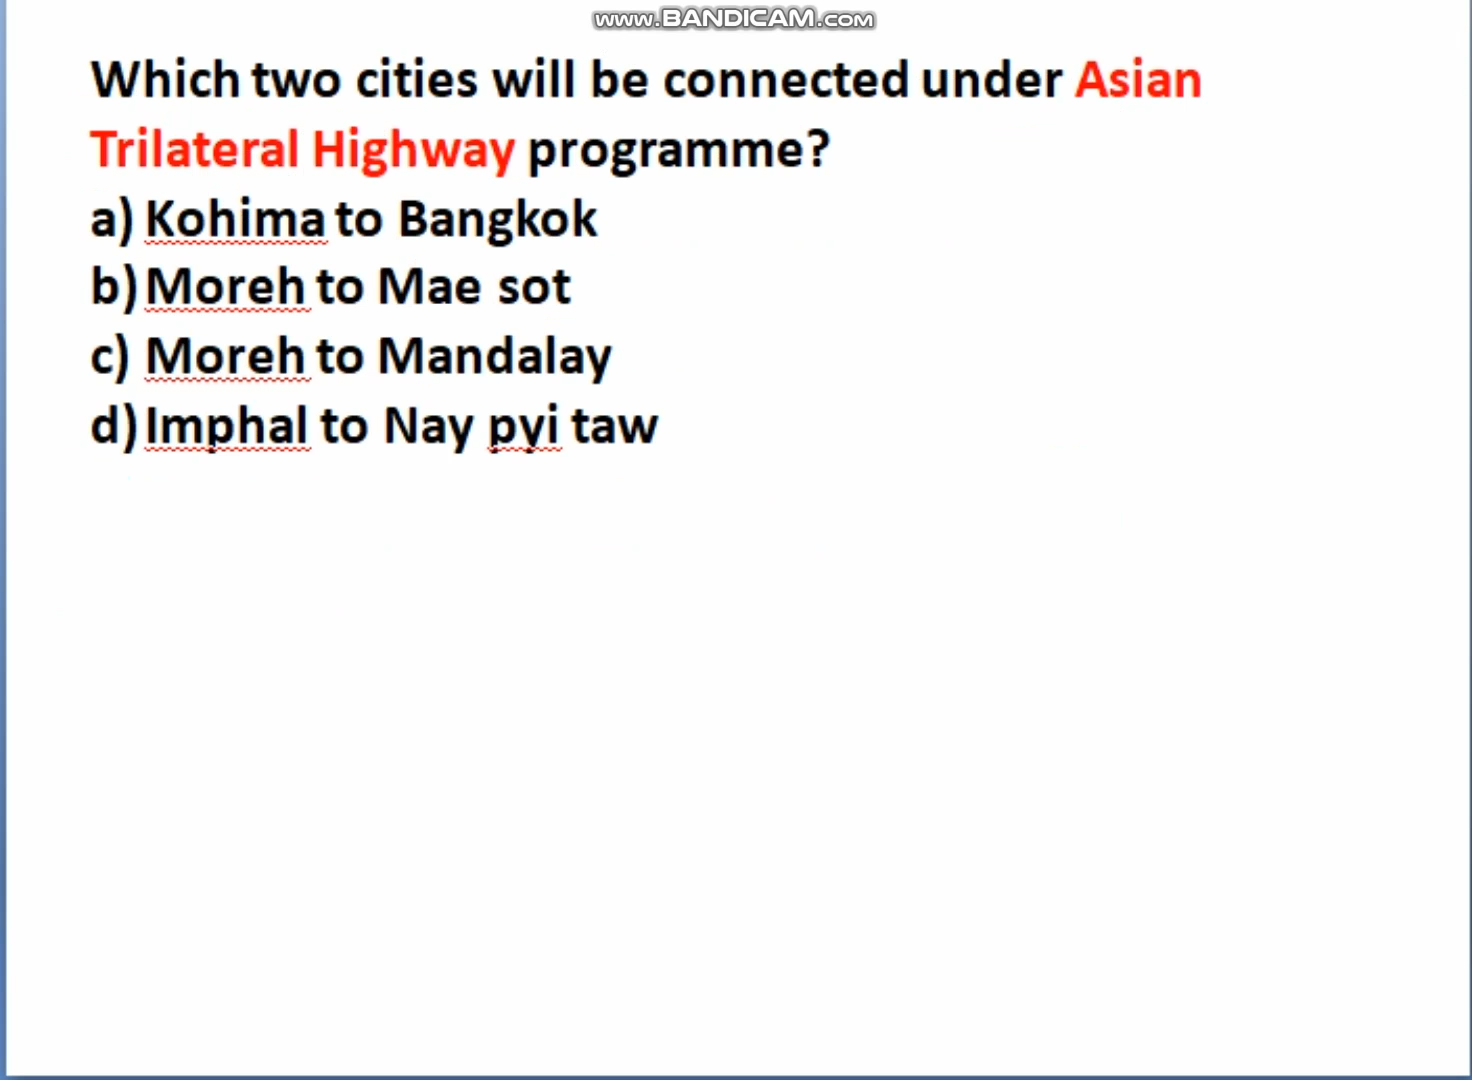 www.BANDICAM.com
Which two cities will be connected under Asian
Trilateral Highway programme?
a) Kohima to Bangkok
b) Moreh to Mae sot
c) Moreh to Mandalay
d) Imphal to Nay pyi taw